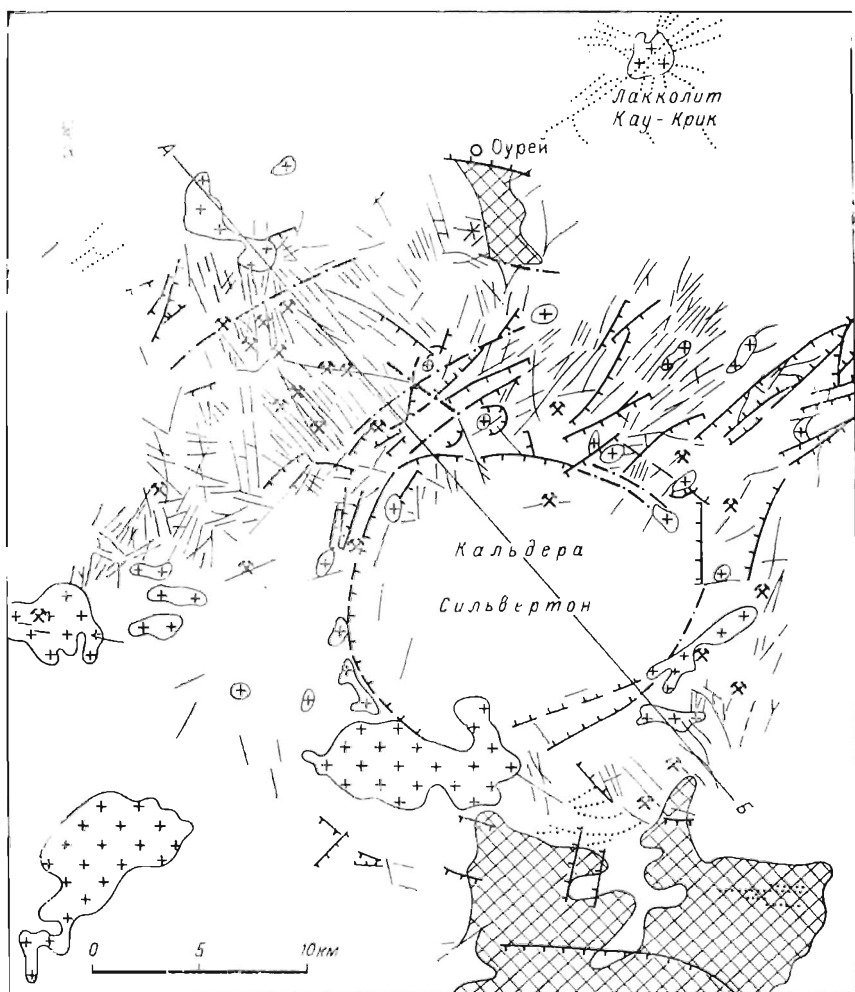 Лакколит
Кау-Крик
Оурей
А
Кальдера
Сильвертон
Б
0 5 10км